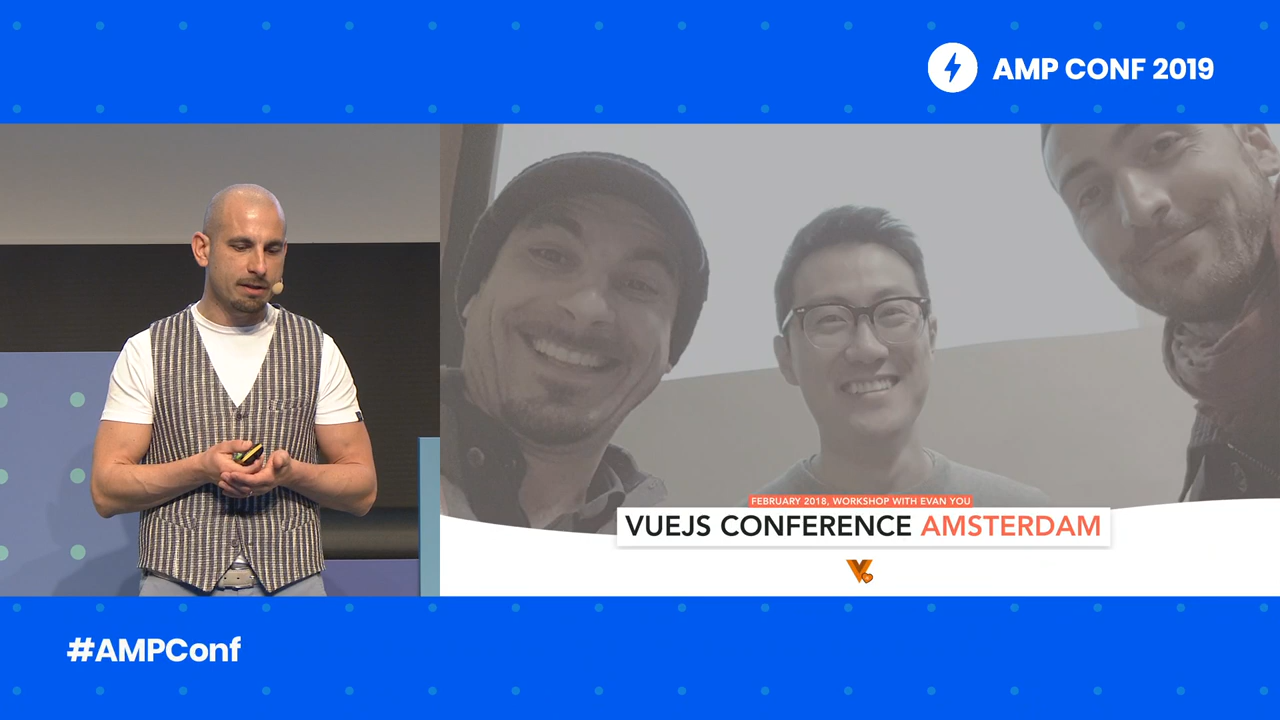 AMP CONF 2019
FEBRUARY 2018, WORKSHOP WITH EVAN YOU
VUEJS CONFERENCE AMSTERDAM
#AMPConf